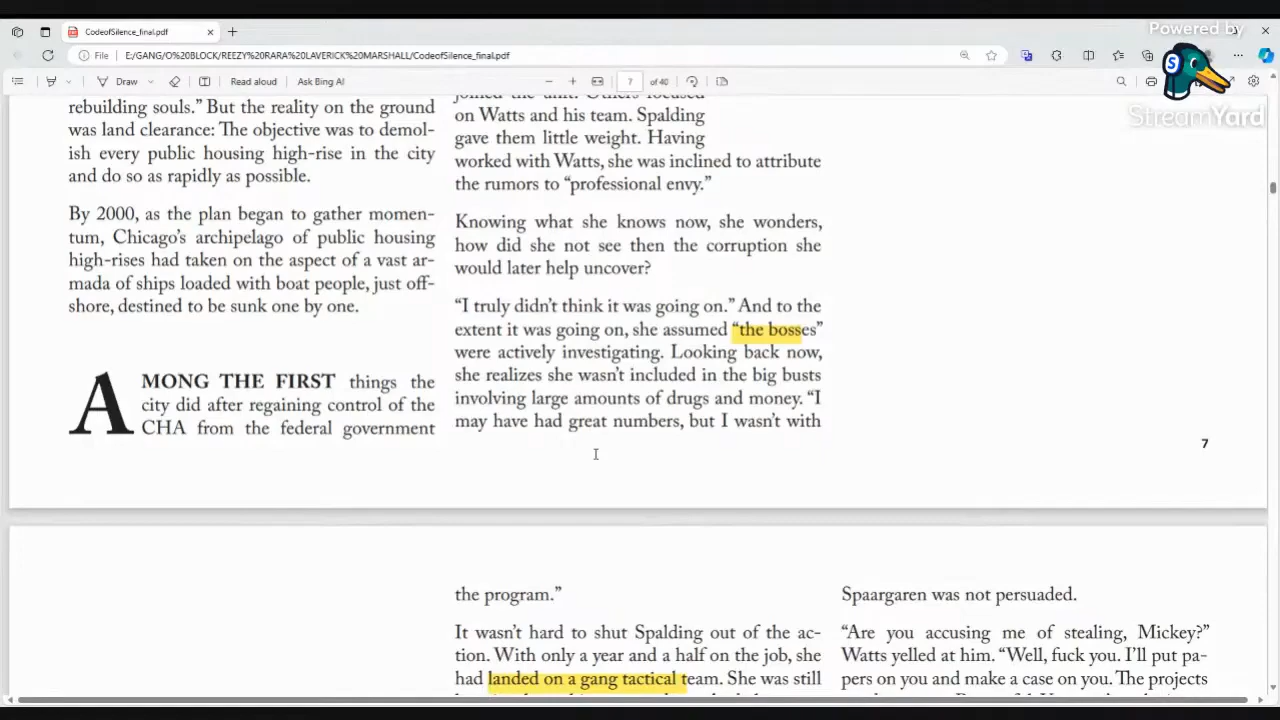 Powered by
StreamYard
CodeofSilence_final.pdf
File
E:/GANG/O%20BLOCK/REEZY%20RARA%20LAVERICK%20MARSHALL/CodeofSilence_final.pdf
Draw
Read aloud
Ask Bing AI
7
of 40
rebuilding souls.” But the reality on the ground
was land clearance: The objective was to demol-
ish every public housing high-rise in the city
and do so as rapidly as possible.
By 2000, as the plan began to gather momen-
tum, Chicago’s archipelago of public housing
high-rises had taken on the aspect of a vast ar-
mada of ships loaded with boat people, just off-
shore, destined to be sunk one by one.
AMONG THE FIRST things the
city did after regaining control of the
CHA from the federal government
joined the unit. Others focused
on Watts and his team. Spalding
gave them little weight. Having
worked with Watts, she was inclined to attribute
the rumors to “professional envy.”
Knowing what she knows now, she wonders,
how did she not see then the corruption she
would later help uncover?
“I truly didn’t think it was going on.” And to the
extent it was going on, she assumed “the bosses”
were actively investigating. Looking back now,
she realizes she wasn’t included in the big busts
involving large amounts of drugs and money. “I
may have had great numbers, but I wasn’t with
7
the program.”
It wasn’t hard to shut Spalding out of the ac-
tion. With only a year and a half on the job, she
had landed on a gang tactical team. She was still
Spaargaren was not persuaded.
“Are you accusing me of stealing, Mickey?”
Watts yelled at him. “Well, fuck you. I’ll put pa-
pers on you and make a case on you. The projects